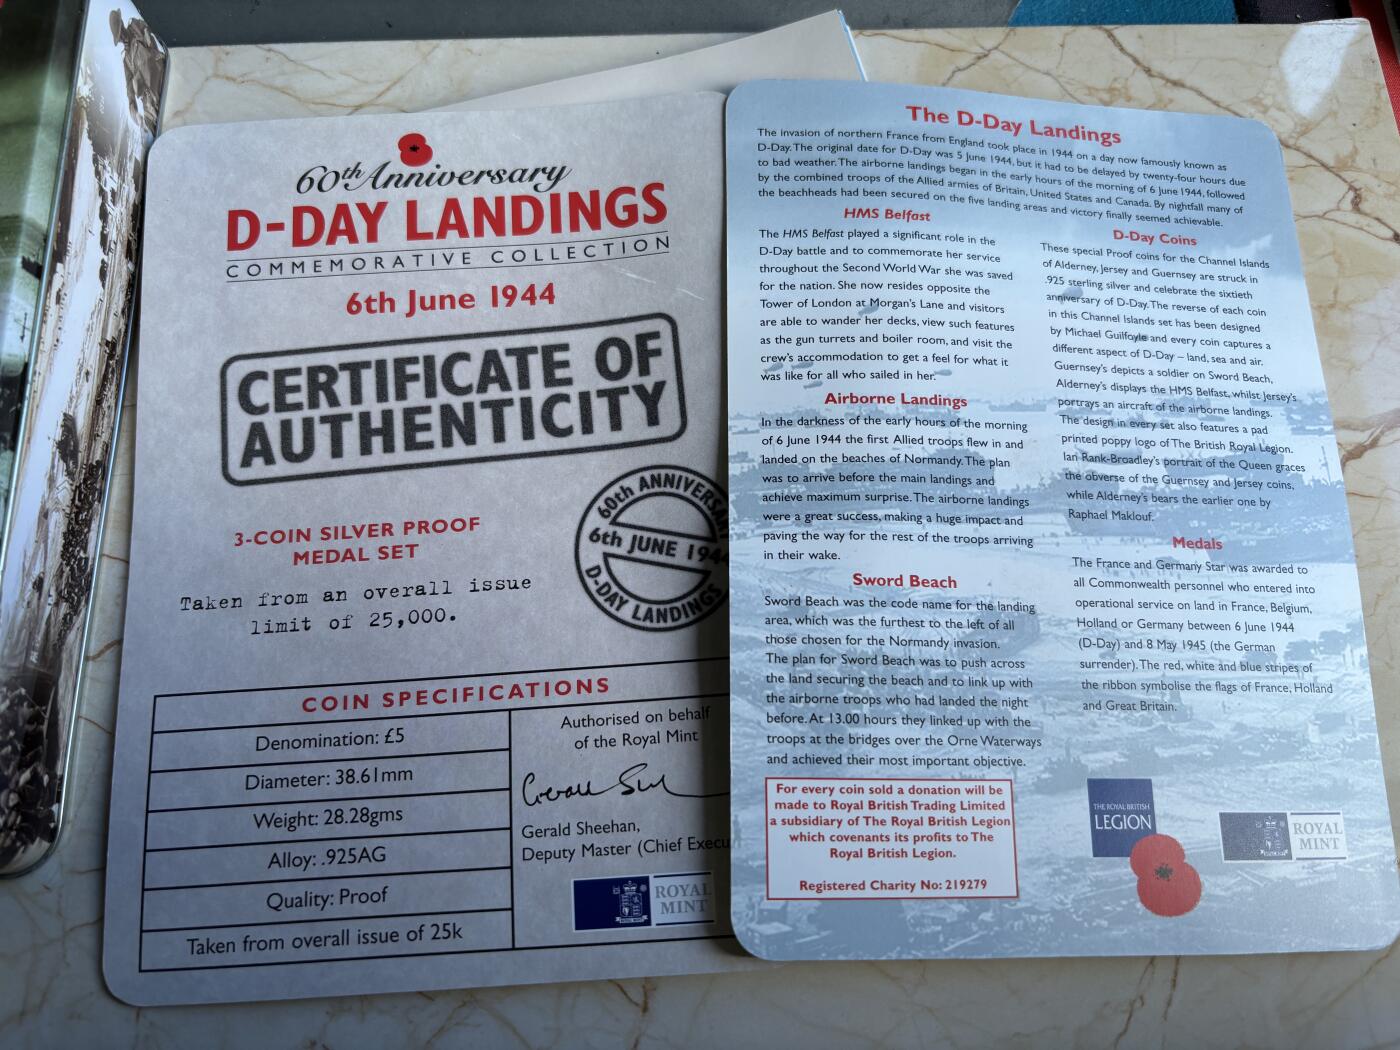 60th Anniversary
D-DAY LANDINGS
COMMEMORATIVE COLLECTION
6th June 1944
CERTIFICATE OF
AUTHENTICITY
3-COIN SILVER PROOF
MEDAL SET
Taken from an overall issue
limit of 25,000.
60th ANNIVERSARY
6th JUNE 1944
D-DAY LANDINGS
COIN SPECIFICATIONS
Denomination: £5
Diameter: 38.61mm
Weight: 28.28gms
Alloy: .925AG
Quality: Proof
Taken from overall issue of 25k
Authorised on behalf
of the Royal Mint
Gerald Sheehan,
Deputy Master (Chief Execu
ROYAL
MINT
The D-Day Landings
The invasion of northern France from England took place in 1944 on a day now famously known as
D-Day. The original date for D-Day was 5 June 1944, but it had to be delayed by twenty-four hours due
to bad weather. The airborne landings began in the early hours of the morning of 6 June 1944, followed
by the combined troops of the Allied armies of Britain, United States and Canada. By nightfall many of
the beachheads had been secured on the five landing areas and victory finally seemed achievable.
HMS Belfast
The HMS Belfast played a significant role in the
D-Day battle and to commemorate her service
throughout the Second World War she was saved
for the nation. She now resides opposite the
Tower of London at Morgan's Lane and visitors
are able to wander her decks, view such features
as the gun turrets and boiler room, and visit the
crew's accommodation to get a feel for what it
was like for all who sailed in her.
Airborne Landings
In the darkness of the early hours of the morning
of 6 June 1944 the first Allied troops flew in and
landed on the beaches of Normandy. The plan
was to arrive before the main landings and
achieve maximum surprise. The airborne landings
were a great success, making a huge impact and
paving the way for the rest of the troops arriving
in their wake.
Sword Beach
Sword Beach was the code name for the landing
area, which was the furthest to the left of all
those chosen for the Normandy invasion.
The plan for Sword Beach was to push across
the land securing the beach and to link up with
the airborne troops who had landed the night
before. At 13.00 hours they linked up with the
troops at the bridges over the Orne Waterways
and achieved their most important objective.
For every coin sold a donation will be
made to Royal British Trading Limited
a subsidiary of The Royal British Legion
which covenants its profits to The
Royal British Legion.
Registered Charity No: 219279
D-Day Coins
These special Proof coins for the Channel Islands
of Alderney, Jersey and Guernsey are struck in
.925 sterling silver and celebrate the sixtieth
anniversary of D-Day. The reverse of each coin
in this Channel Islands set has been designed
by Michael Guilfoyle and every coin captures a
different aspect of D-Day – land, sea and air.
Guernsey's depicts a soldier on Sword Beach,
Alderney's displays the HMS Belfast, whilst Jersey's
portrays an aircraft of the airborne landings.
The design in every set also features a pad
printed poppy logo of The British Royal Legion.
Ian Rank-Broadley's portrait of the Queen graces
the obverse of the Guernsey and Jersey coins,
while Alderney's bears the earlier one by
Raphael Maklouf.
Medals
The France and Germany Star was awarded to
all Commonwealth personnel who entered into
operational service on land in France, Belgium,
Holland or Germany between 6 June 1944
(D-Day) and 8 May 1945 (the German
surrender). The red, white and blue stripes of
the ribbon symbolise the flags of France, Holland
and Great Britain.
THE ROYAL BRITISH
LEGION
ROYAL
MINT